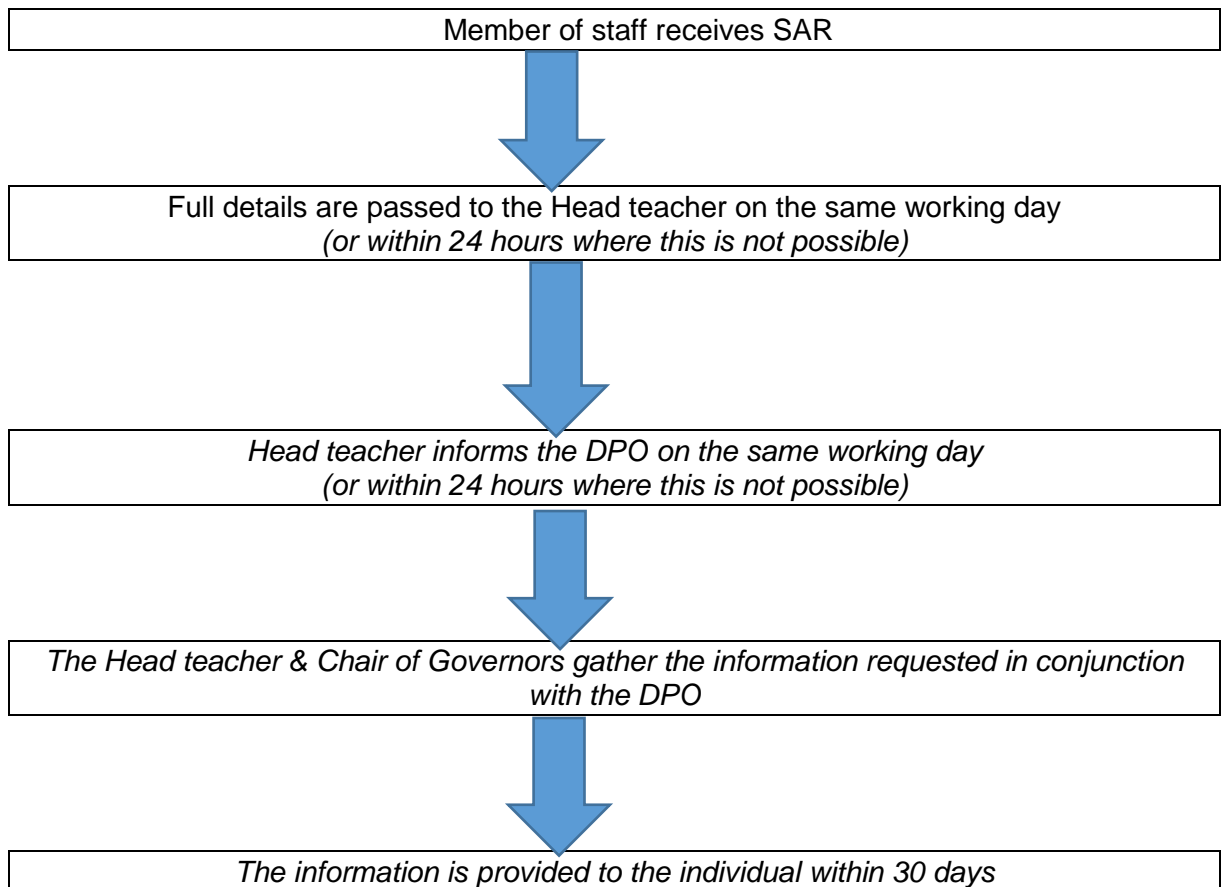 Member of staff receives SAR
Full details are passed to the Head teacher on the same working day
(or within 24 hours where this is not possible)
Head teacher informs the DPO on the same working day
(or within 24 hours where this is not possible)
The Head teacher & Chair of Governors gather the information requested in conjunction
with the DPO
The information is provided to the individual within 30 days